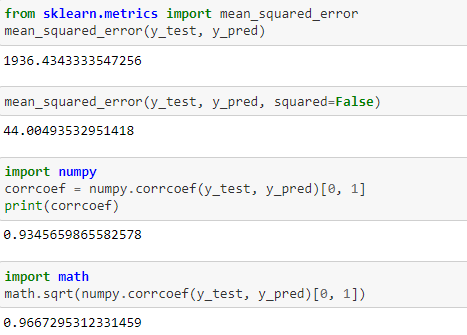 from sklearn.metrics import mean_squared_error
mean_squared_error(y_test, y_pred)
1936.4343333547256
mean_squared_error(y_test, y_pred, squared=False)
44.00493532951418
import numpy
corrcoef = numpy.corrcoef(y_test, y_pred)[0, 1]
print(corrcoef)
0.9345659865582578
import math
math.sqrt(numpy.corrcoef(y_test, y_pred)[0, 1])
0.9667295312331459